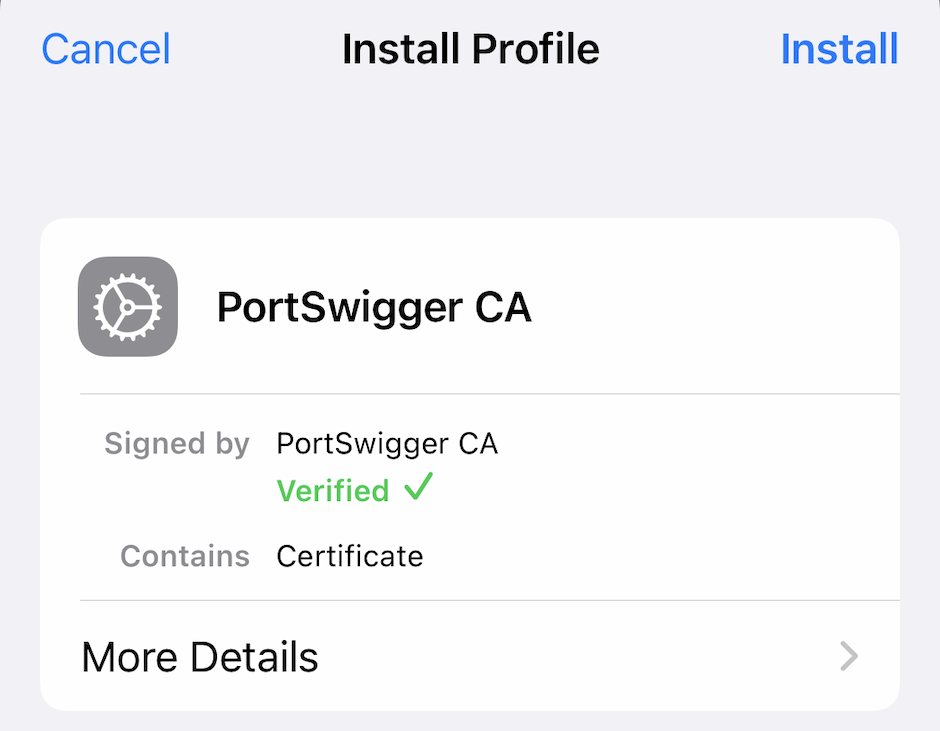 Cancel Install Profile Install
PortSwigger CA
Signed by PortSwigger CA
Verified ✓
Contains Certificate
More Details